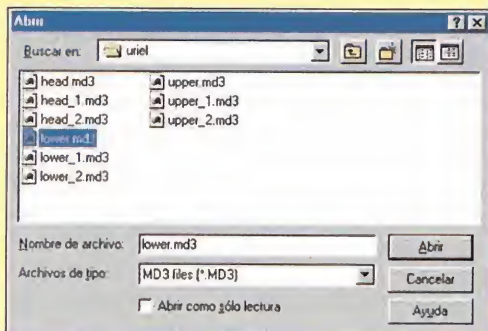 Abrir
Buscar en: uriel
head.md3
head_1.md3
head_2.md3
lower.md3
lower_1.md3
lower_2.md3
upper.md3
upper_1.md3
upper_2.md3
Nombre de archivo: lower.md3 Abrir
Archivos de tipo: MD3 files (*.MD3) Cancelar
Abrir como sólo lectura Ayuda